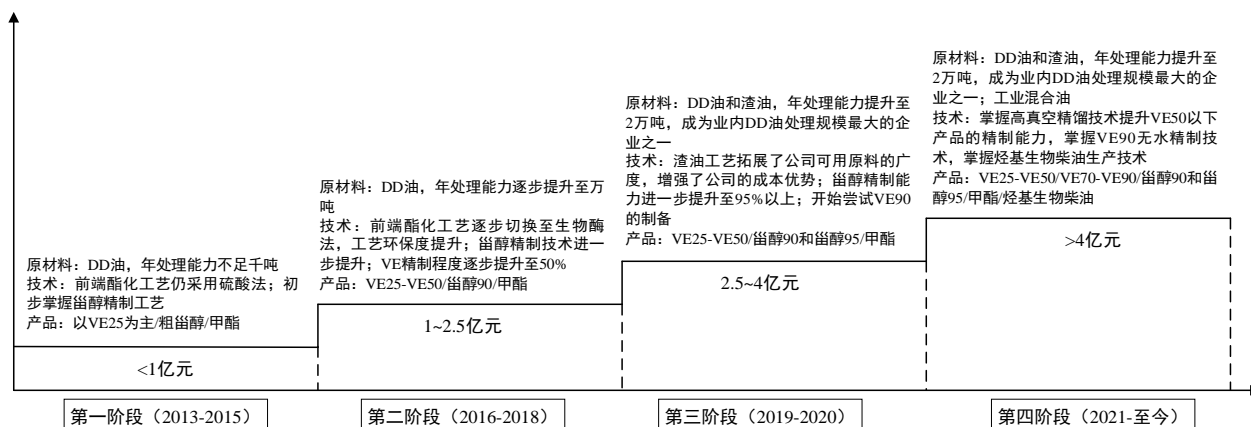 原材料：DD油，年处理能力不足千吨
技术：前端酯化工艺仍采用硫酸法；初
步掌握甾醇精制工艺
产品：以VE25为主/粗甾醇/甲酯
<1亿元
第一阶段（2013-2015）
原材料：DD油，年处理能力逐步提升至万
吨
技术：前端酯化工艺逐步切换至生物酶
法，工艺环保度提升；甾醇精制技术进一
步提升；VE精制程度逐步提升至50%
产品：VE25-VE50/甾醇90/甲酯
1~2.5亿元
第二阶段（2016-2018）
原材料：DD油和渣油，年处理能力提升至
2万吨，成为业内DD油处理规模最大的企
业之一
技术：渣油工艺拓展了公司可用原料的广
度，增强了公司的成本优势；甾醇精制能
力进一步提升至95%以上；开始尝试VE90
的制备
产品：VE25-VE50/甾醇90和甾醇95/甲酯
2.5~4亿元
第三阶段（2019-2020）
原材料：DD油和渣油，年处理能力提升至
2万吨，成为业内DD油处理规模最大的企
业之一；工业混合油
技术：掌握高真空精馏技术提升VE50以下
产品的精制能力，掌握VE90无水精制技
术，掌握烃基生物柴油生产技术
产品：VE25-VE50/VE70-VE90/甾醇90和甾
醇95/甲酯/烃基生物柴油
>4亿元
第四阶段（2021-至今）